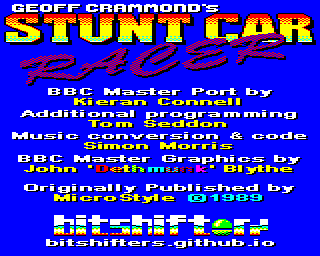 GEOFF CRAMMOND'S
STUNT CAR
RACER
BBC Master Port by
Kieran Connell
Additional programming
Tom Seddon
Music conversion & code
Simon Morris
BBC Master Graphics by
John 'Dethmunk' Blythe
Originally Published by
MicroStyle ©1989
bitshifters
bitshifters.github.io